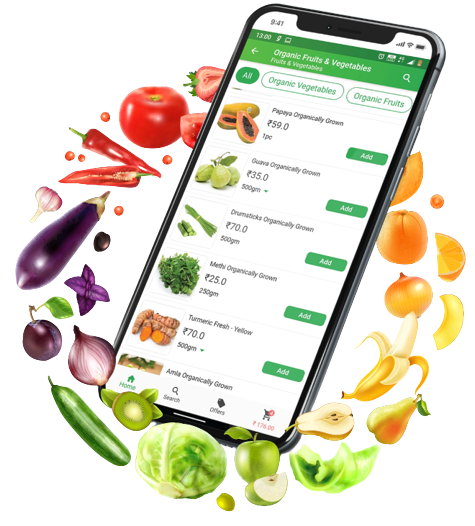 9:41
13:00
Organic Fruits & Vegetables
Fruits & Vegetables
All
Organic Vegetables
Organic Fruits
Papaya Organically Grown
₹59.0
1pc
Add
Guava Organically Grown
₹35.0
500gm
Add
Drumsticks Organically Grown
₹70.0
500gm
Add
Methi Organically Grown
₹25.0
250gm
Add
Turmeric Fresh - Yellow
₹70.0
500gm
Add
Amla Organically Grown
Home
Search
Offers
₹ 176.00